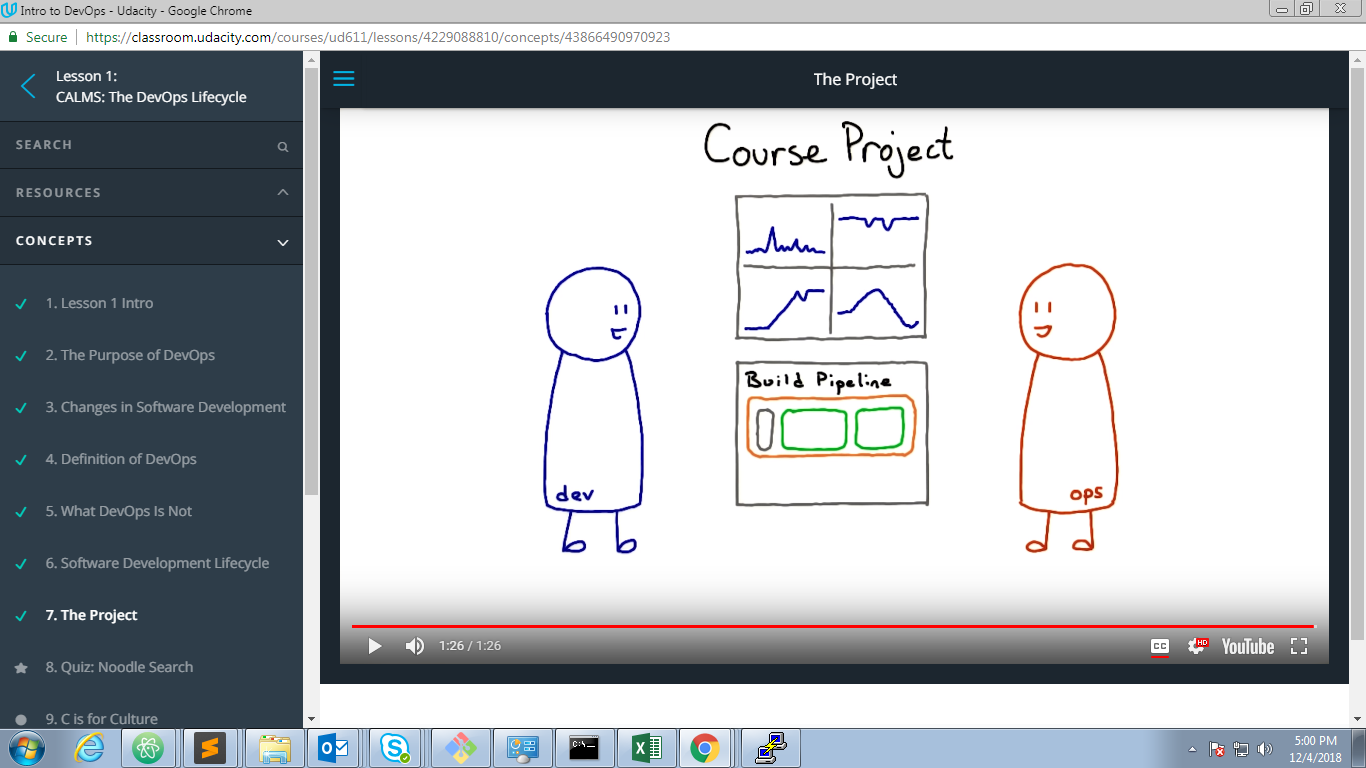 Intro to DevOps - Udacity - Google Chrome
Secure
https://classroom.udacity.com/courses/ud611/lessons/4229088810/concepts/43866490970923
Lesson 1:
CALMS: The DevOps Lifecycle
SEARCH
RESOURCES
CONCEPTS
1. Lesson 1 Intro
2. The Purpose of DevOps
3. Changes in Software Development
4. Definition of DevOps
5. What DevOps Is Not
6. Software Development Lifecycle
7. The Project
8. Quiz: Noodle Search
9. C is for Culture
The Project
Course Project
Build Pipeline
dev
ops
1:26 / 1:26
CC
HD
YouTube
5:00 PM
12/4/2018